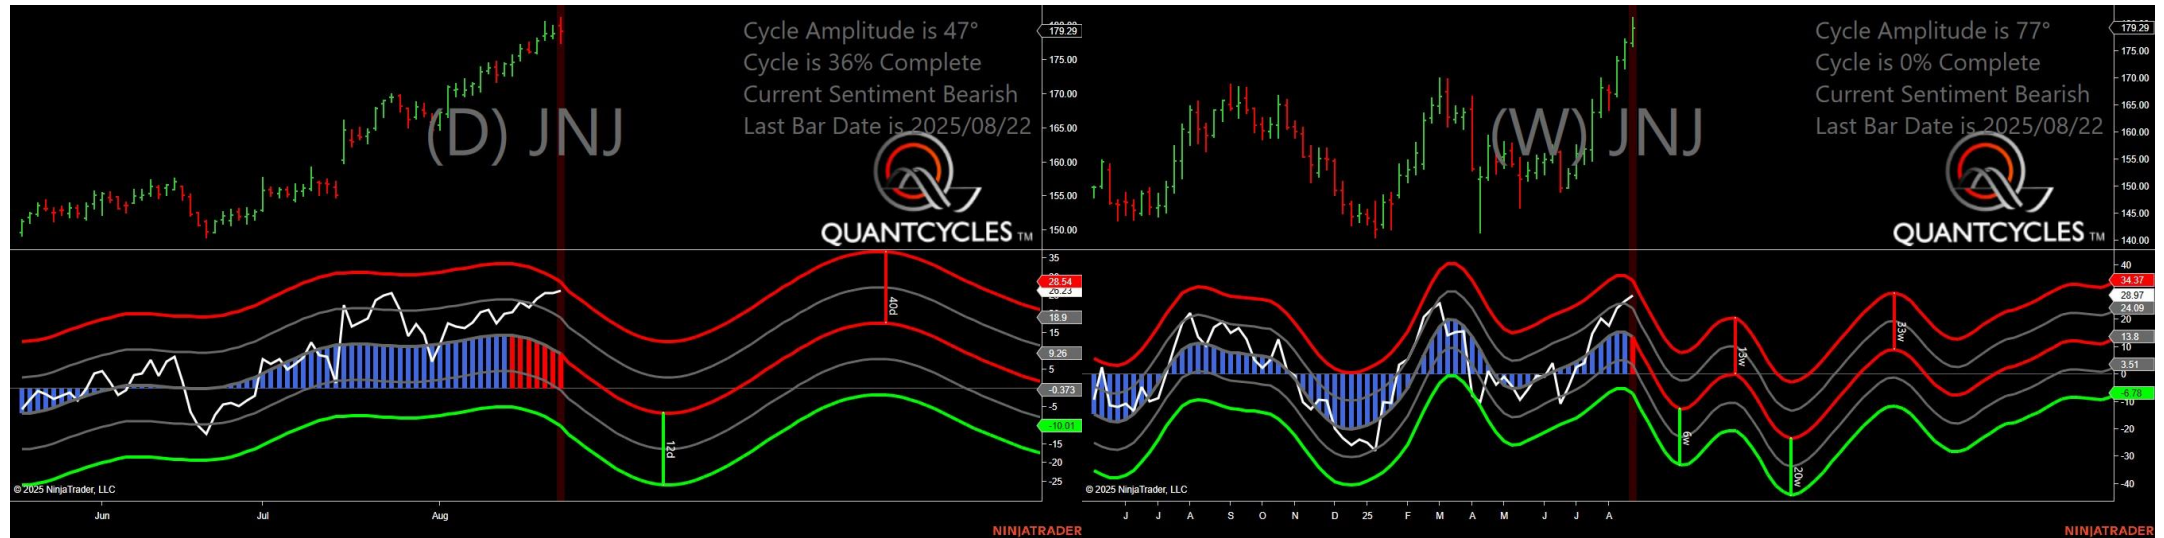 Cycle Amplitude is 47°
Cycle is 36% Complete
Current Sentiment Bearish
Last Bar Date is 2025/08/22
(D) JNJ
QUANTCYCLES TM
179.29
175.00
170.00
165.00
160.00
155.00
150.00
35
28.54
26.23
18.9
15
9.26
5
-0.373
-5
-10.01
-15
-20
-25
12d
40d
© 2025 NinjaTrader, LLC
Jun
Jul
Aug
NINJATRADER
Cycle Amplitude is 77°
Cycle is 0% Complete
Current Sentiment Bearish
Last Bar Date is 2025/08/22
(W) JNJ
QUANTCYCLES TM
179.29
175.00
170.00
165.00
160.00
155.00
150.00
145.00
140.00
40
34.37
28.97
24.09
20
13.8
10
3.51
0
-6.78
-10
-20
-30
-40
6w
13w
20w
33w
© 2025 NinjaTrader, LLC
J J A S O N D 25 F M A M J J A
NINJATRADER